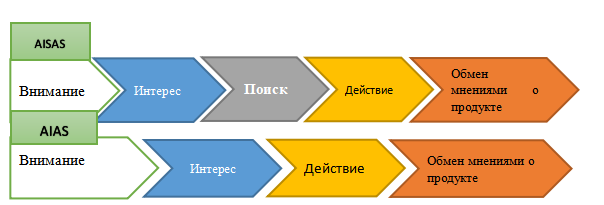 AISAS
Внимание
Интерес
Поиск
Действие
Обмен
мнениями о
продукте
AIAS
Внимание
Интерес
Действие
Обмен мнениями о
продукте